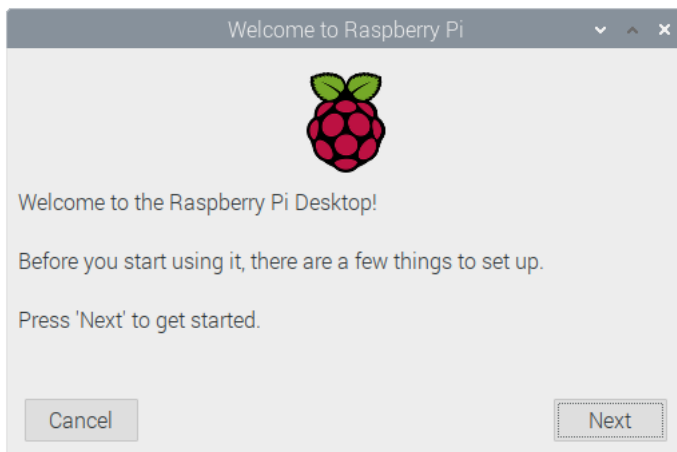 Welcome to Raspberry Pi
Welcome to the Raspberry Pi Desktop!
Before you start using it, there are a few things to set up.
Press 'Next' to get started.
Cancel
Next